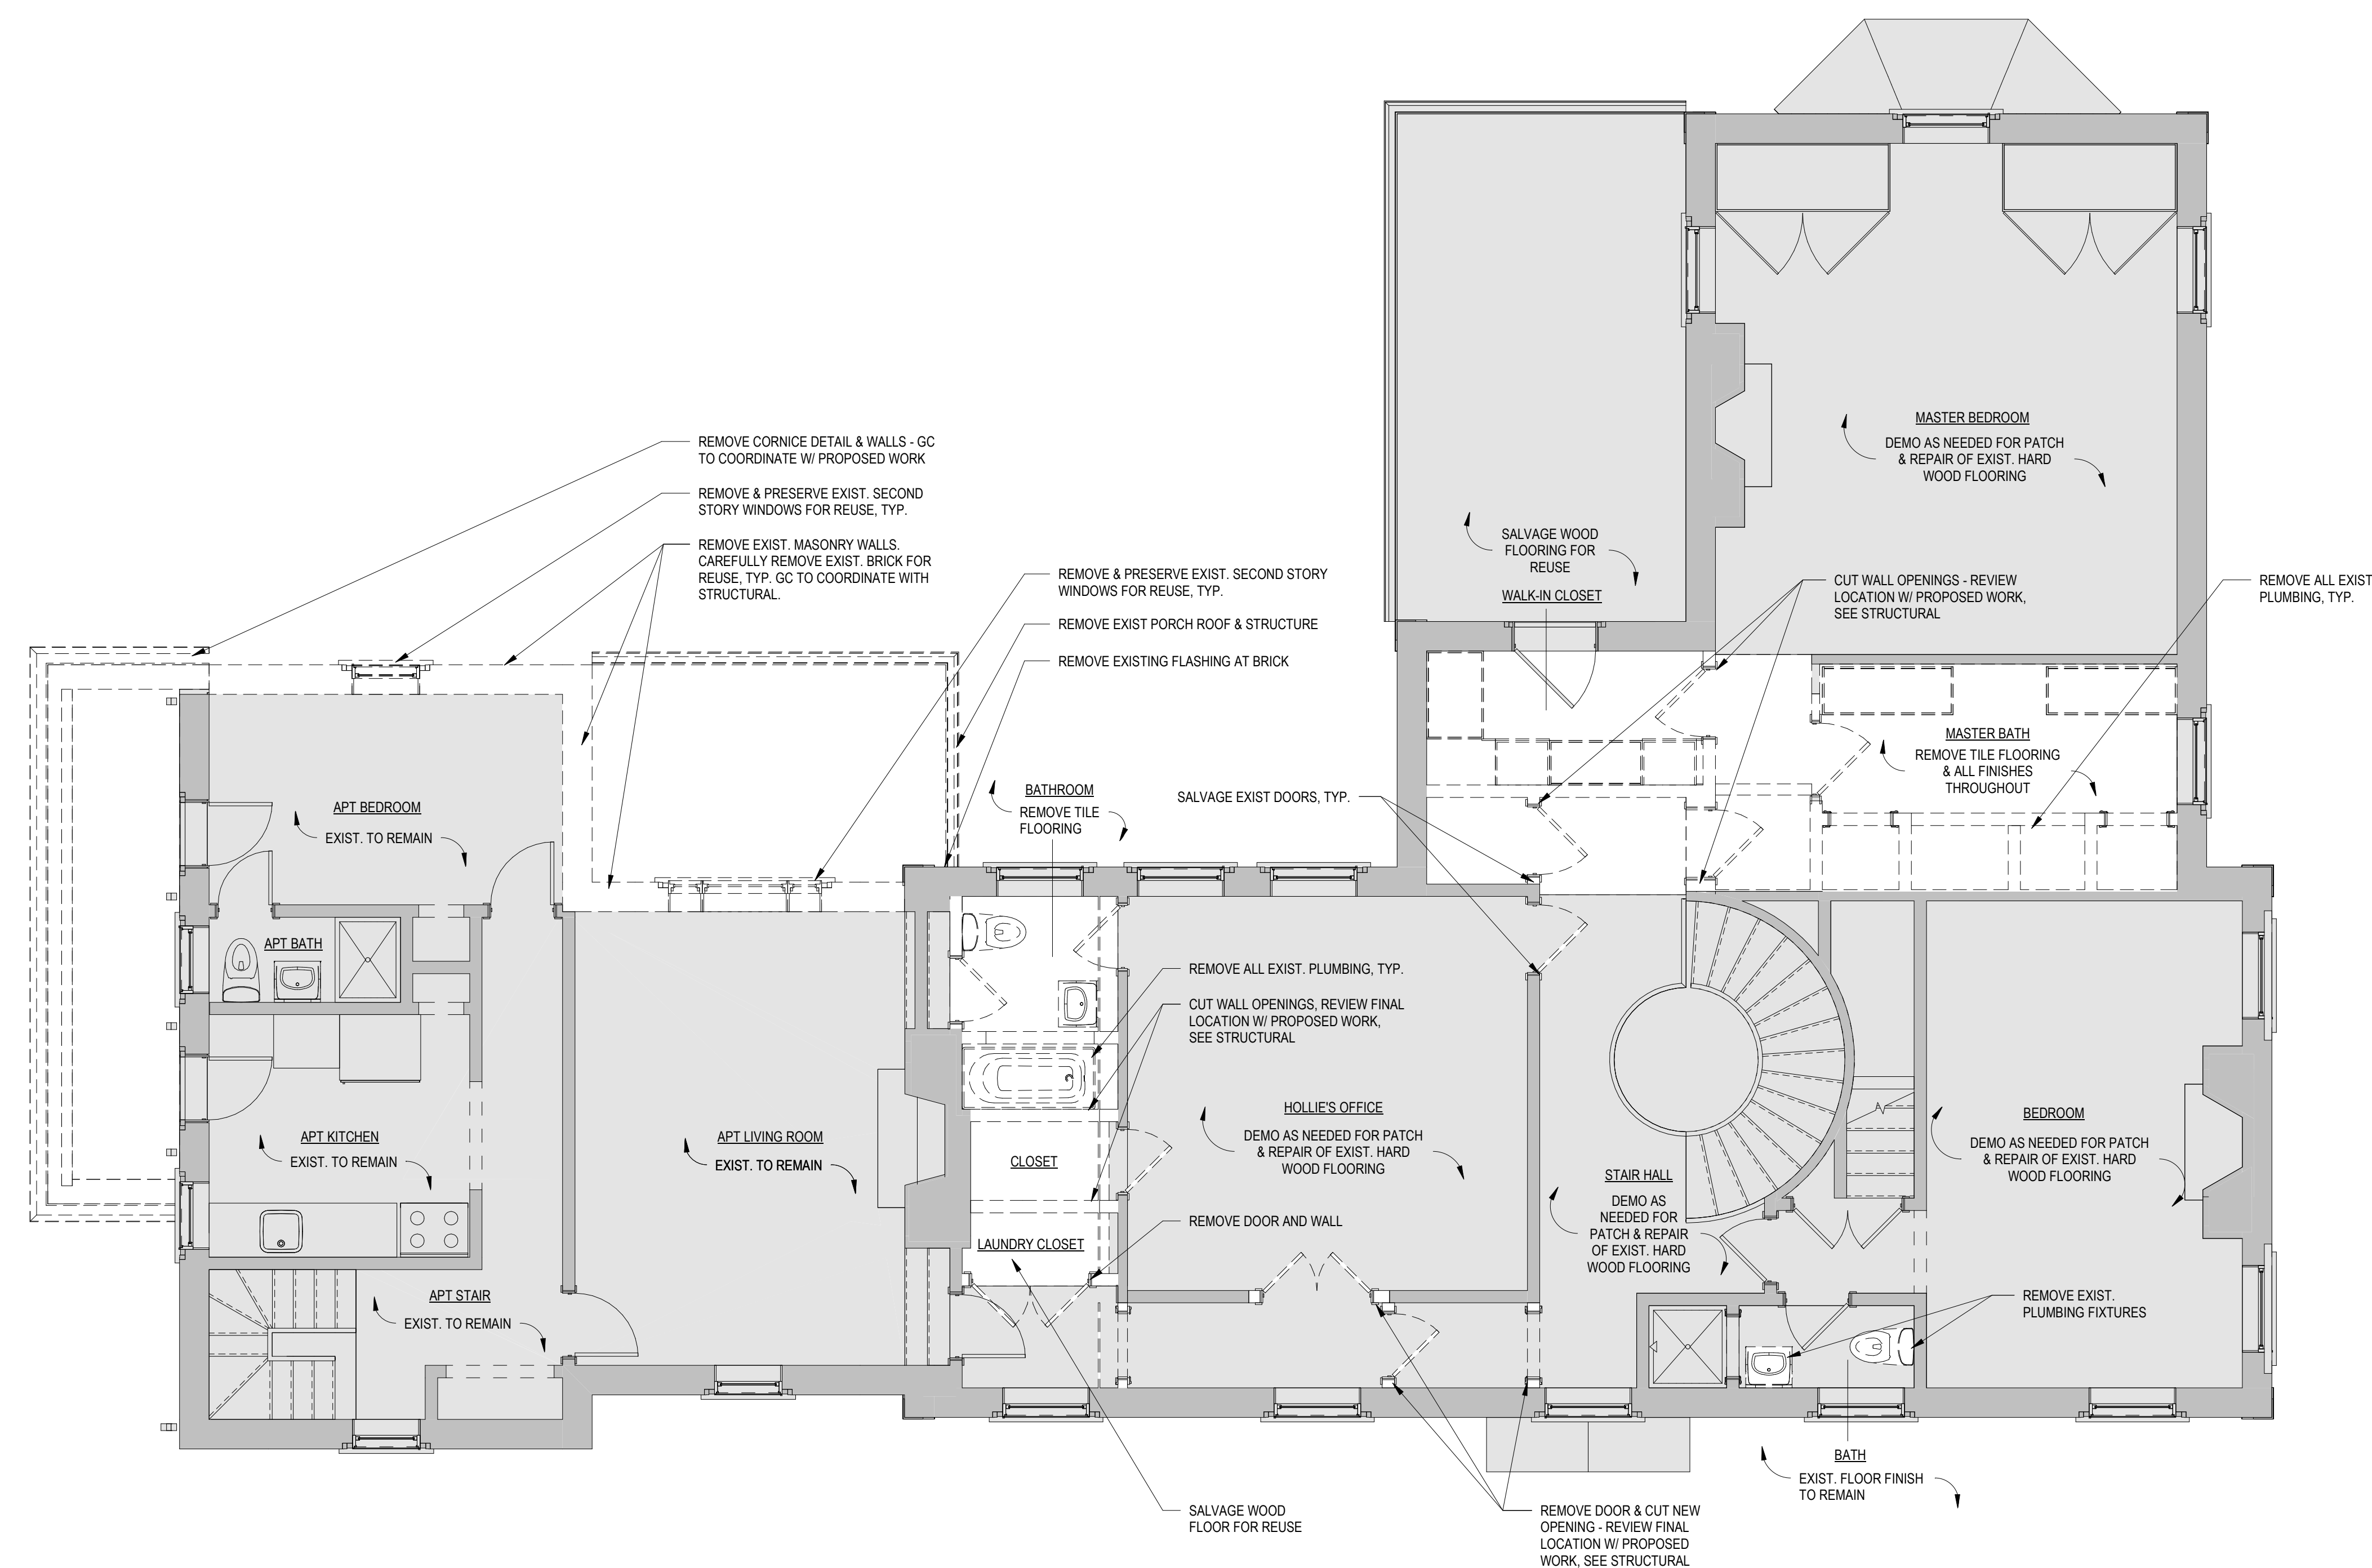 MASTER BEDROOM
DEMO AS NEEDED FOR PATCH
& REPAIR OF EXIST. HARD
WOOD FLOORING
REMOVE CORNICE DETAIL & WALLS - GC
TO COORDINATE W/ PROPOSED WORK
REMOVE & PRESERVE EXIST. SECOND
STORY WINDOWS FOR REUSE, TYP.
REMOVE EXIST. MASONRY WALLS.
CAREFULLY REMOVE EXIST. BRICK FOR
REUSE, TYP. GC TO COORDINATE WITH
STRUCTURAL.
REMOVE & PRESERVE EXIST. SECOND STORY
WINDOWS FOR REUSE, TYP.
REMOVE EXIST PORCH ROOF & STRUCTURE
REMOVE EXISTING FLASHING AT BRICK
SALVAGE WOOD
FLOORING FOR
REUSE
WALK-IN CLOSET
CUT WALL OPENINGS - REVIEW
LOCATION W/ PROPOSED WORK,
SEE STRUCTURAL
REMOVE ALL EXIST
PLUMBING, TYP.
MASTER BATH
REMOVE TILE FLOORING
& ALL FINISHES
THROUGHOUT
BATHROOM
REMOVE TILE
FLOORING
SALVAGE EXIST DOORS, TYP.
APT BEDROOM
EXIST. TO REMAIN
APT BATH
REMOVE ALL EXIST. PLUMBING, TYP.
CUT WALL OPENINGS, REVIEW FINAL
LOCATION W/ PROPOSED WORK,
SEE STRUCTURAL
APT KITCHEN
EXIST. TO REMAIN
APT LIVING ROOM
EXIST. TO REMAIN
CLOSET
HOLLIE'S OFFICE
DEMO AS NEEDED FOR PATCH
& REPAIR OF EXIST. HARD
WOOD FLOORING
BEDROOM
DEMO AS NEEDED FOR PATCH
& REPAIR OF EXIST. HARD
WOOD FLOORING
STAIR HALL
DEMO AS
NEEDED FOR
PATCH & REPAIR
OF EXIST. HARD
WOOD FLOORING
REMOVE DOOR AND WALL
LAUNDRY CLOSET
APT STAIR
EXIST. TO REMAIN
REMOVE EXIST.
PLUMBING FIXTURES
BATH
EXIST. FLOOR FINISH
TO REMAIN
SALVAGE WOOD
FLOOR FOR REUSE
REMOVE DOOR & CUT NEW
OPENING - REVIEW FINAL
LOCATION W/ PROPOSED
WORK, SEE STRUCTURAL